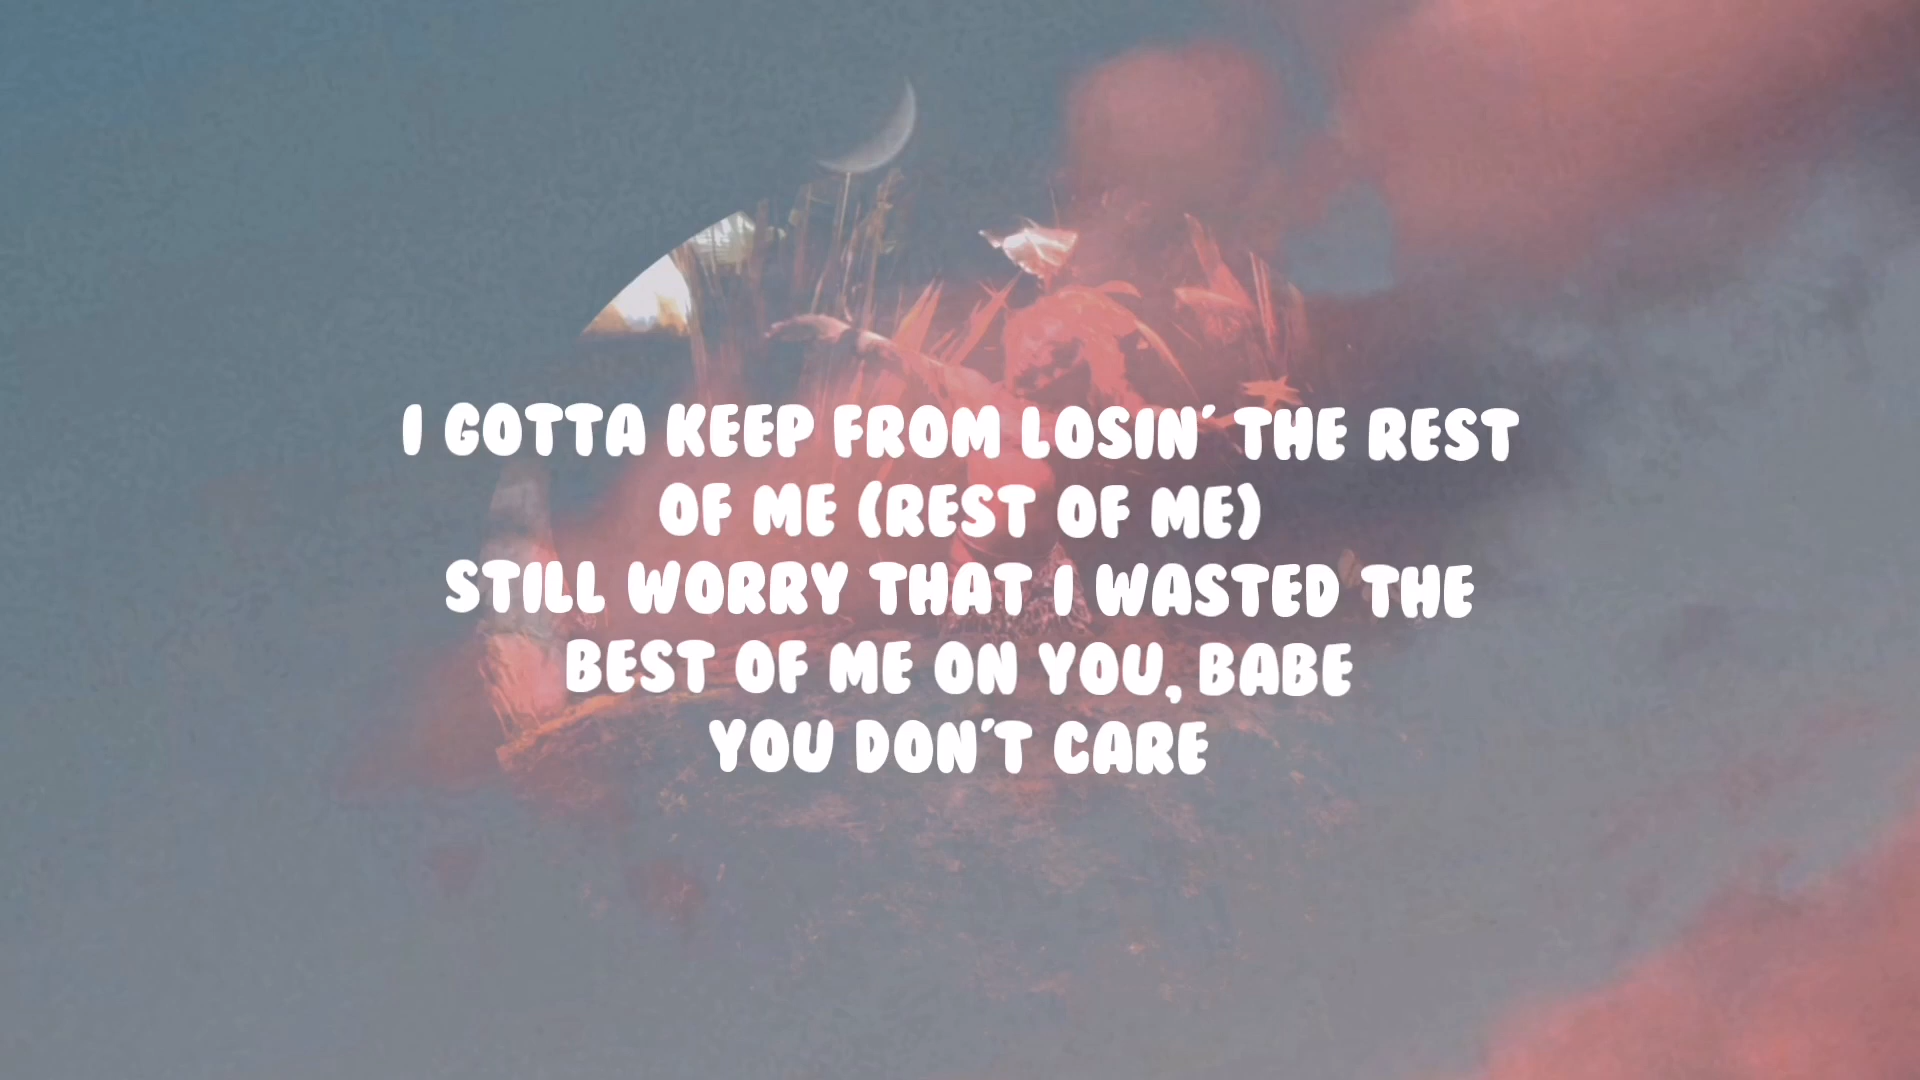 I GOTTA KEEP FROM LOSIN' THE REST
OF ME (REST OF ME)
STILL WORRY THAT I WASTED THE
BEST OF ME ON YOU, BABE
YOU DON'T CARE